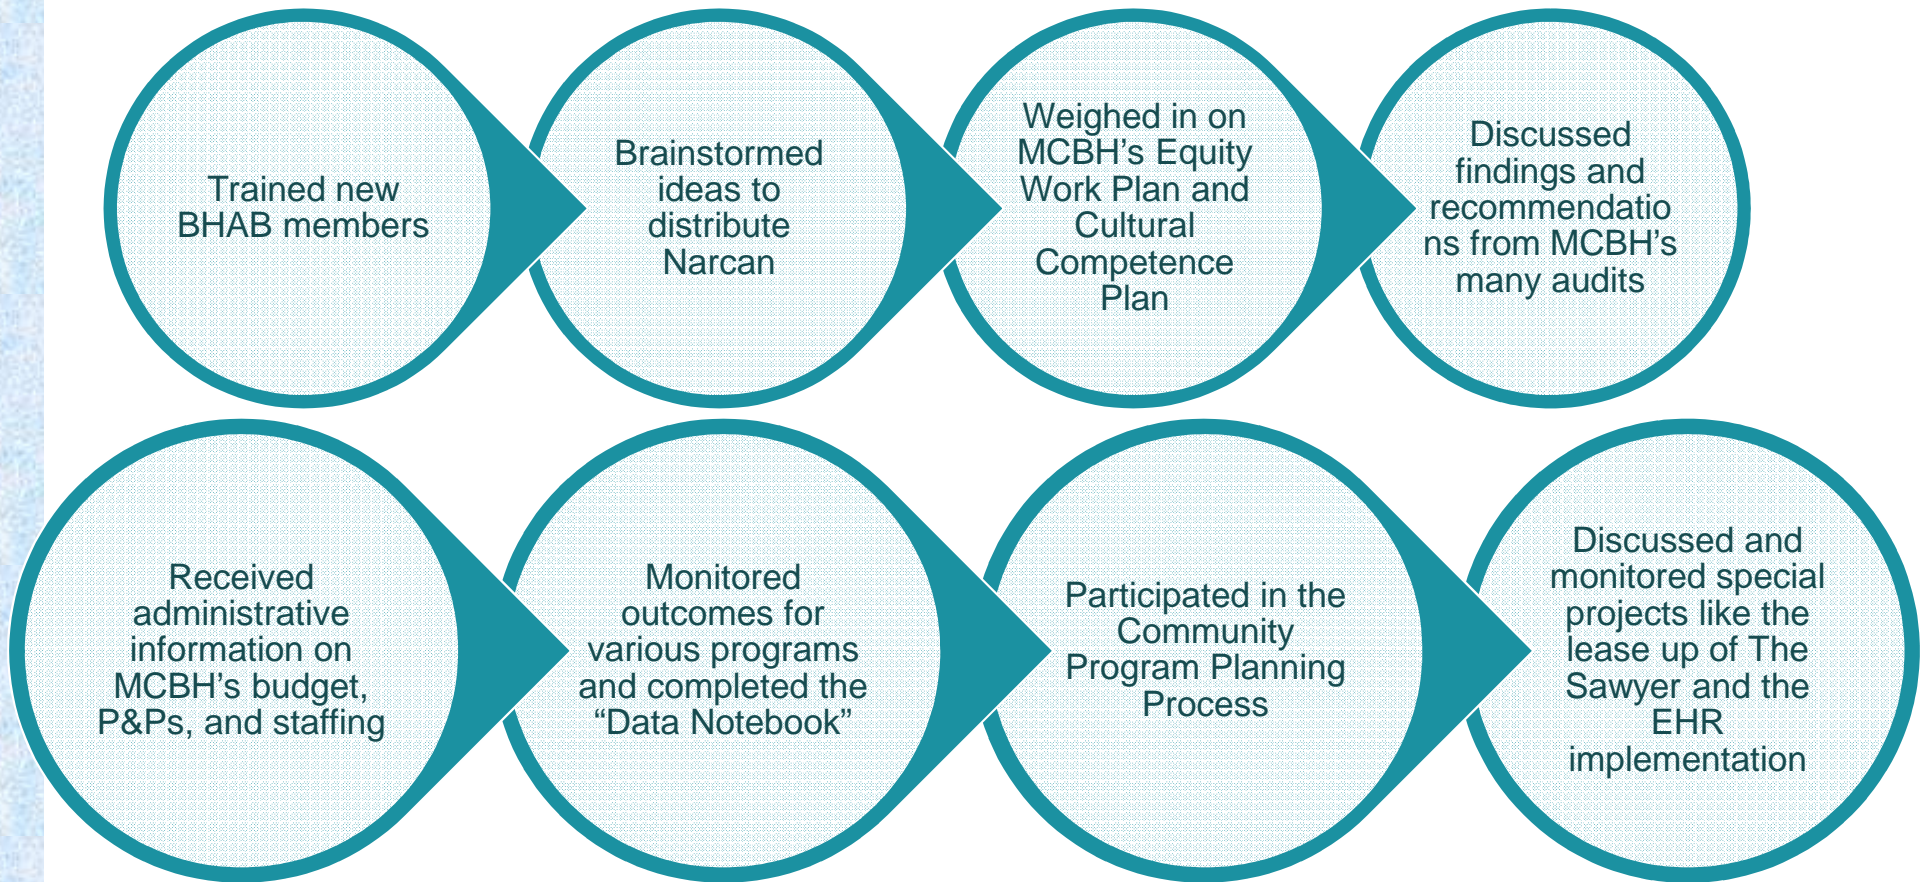 Trained new
BHAB members
Brainstormed
ideas to
distribute
Narcan
Weighed in on
MCBH’s Equity
Work Plan and
Cultural
Competence
Plan
Discussed
findings and
recommendatio
ns from MCBH’s
many audits
Received
administrative
information on
MCBH’s budget,
P&Ps, and staffing
Monitored
outcomes for
various programs
and completed the
“Data Notebook”
Participated in the
Community
Program Planning
Process
Discussed and
monitored special
projects like the
lease up of The
Sawyer and the
EHR
implementation